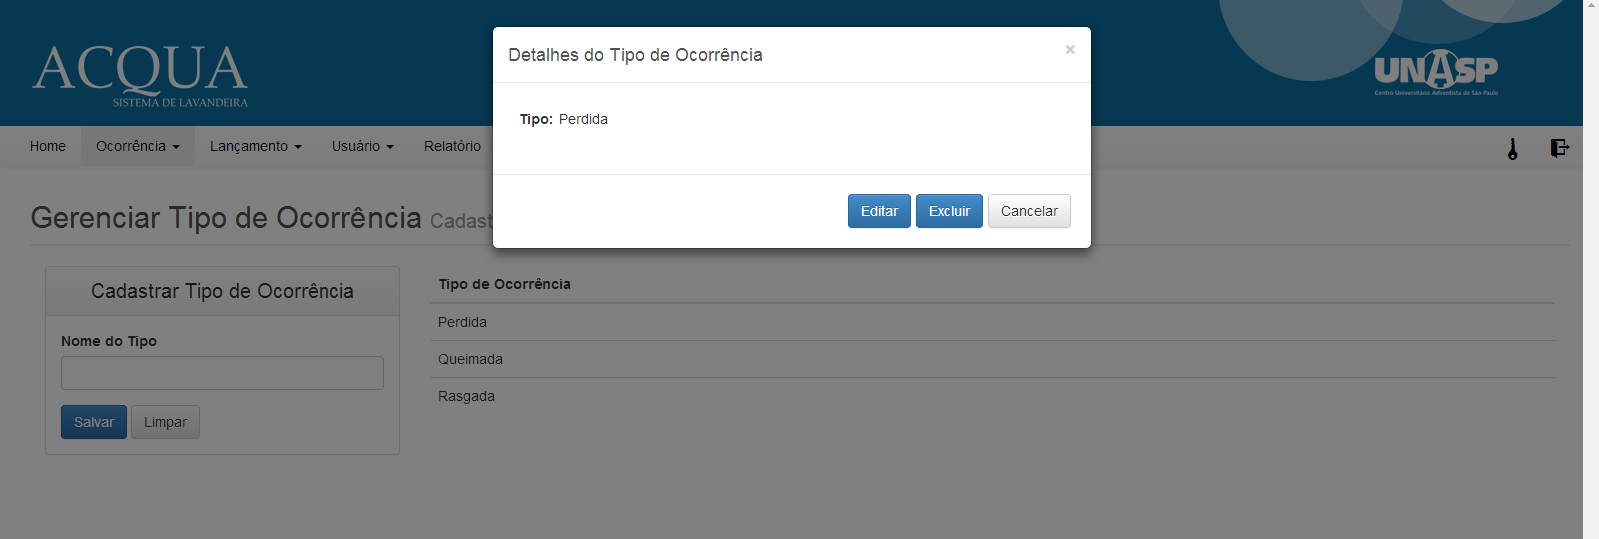 ACQUA
SISTEMA DE LAVANDEIRA
Detalhes do Tipo de Ocorrência
×
UNASP
Centro Universitário Adventista de São Paulo
Tipo: Perdida
Home
Ocorrência
Lançamento
Usuário
Relatório
Editar
Excluir
Cancelar
Gerenciar Tipo de Ocorrência
Cadastrar Tipo de Ocorrência
Nome do Tipo
Salvar
Limpar
Tipo de Ocorrência
Perdida
Queimada
Rasgada